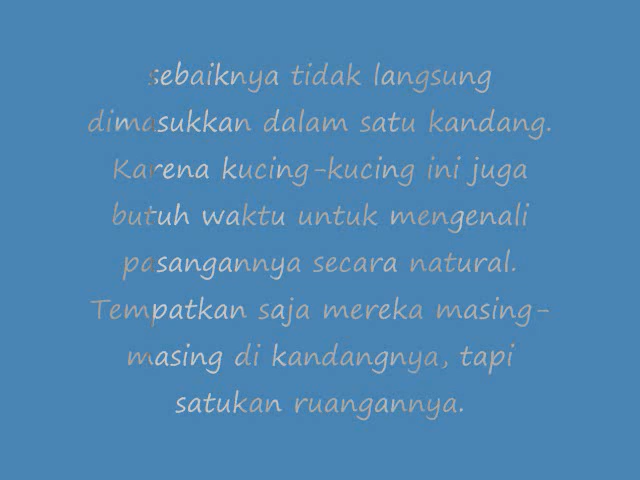 sebaiknya tidak langsung
dimasukkan dalam satu kandang.
Karena kucing-kucing ini juga
butuh waktu untuk mengenali
pasangannya secara natural.
Tempatkan saja mereka masing-
masing di kandangnya, tapi
satukan ruangannya.